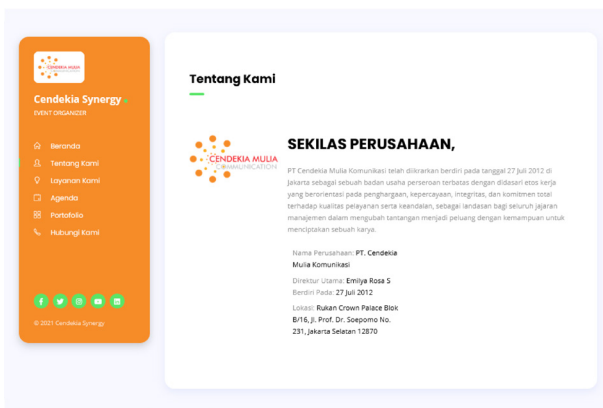 CENDEKIA MULIA
Cendekia Synergy
EVENT ORGANIZER
Beranda
Tentang Kami
Layanan Kami
Agenda
Portofolio
Hubungi Kami
© 2021 Cendekia Synergy
Tentang Kami
CENDEKIA MULIA
COMMUNICATION
SEKILAS PERUSAHAAN,
PT Cendekia Mulia Komunikasi telah diikrarkan berdiri pada tanggal 27 Juli 2012 di
Jakarta sebagai sebuah badan usaha perseroan terbatas dengan didasari etos kerja
yang berorientasi pada penghargaan, kepercayaan, integritas, dan komitmen total
terhadap kualitas pelayanan serta keandalan, sebagai landasan bagi seluruh jajaran
manajemen dalam mengubah tantangan menjadi peluang dengan kemampuan untuk
menciptakan sebuah karya.
Nama Perusahaan: PT. Cendekia
Mulia Komunikasi
Direktur Utama: Emilya Rosa S
Berdiri Pada: 27 Juli 2012
Lokasi: Rukan Crown Palace Blok
B/16, Jl. Prof. Dr. Soepomo No.
231, Jakarta Selatan 12870